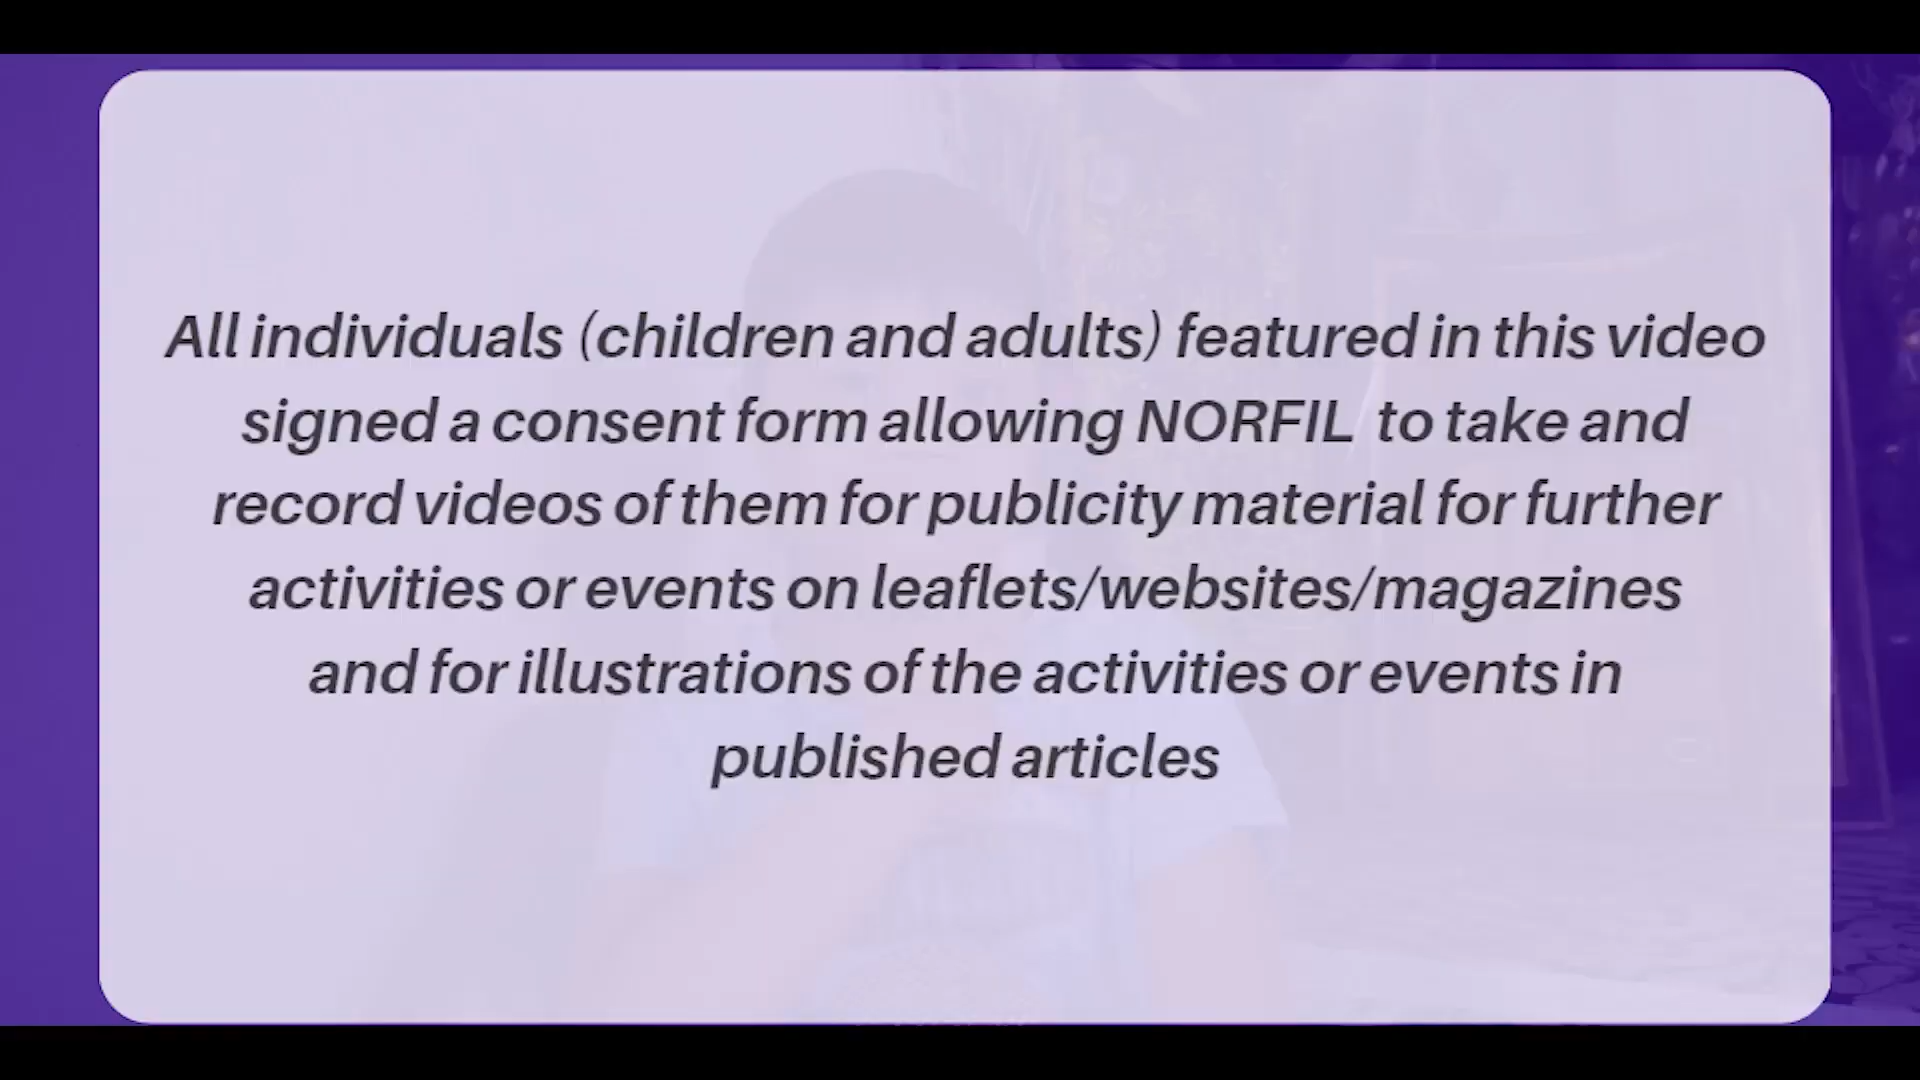 All individuals (children and adults) featured in this video
signed a consent form allowing NORFIL to take and
record videos of them for publicity material for further
activities or events on leaflets/websites/magazines
and for illustrations of the activities or events in
published articles